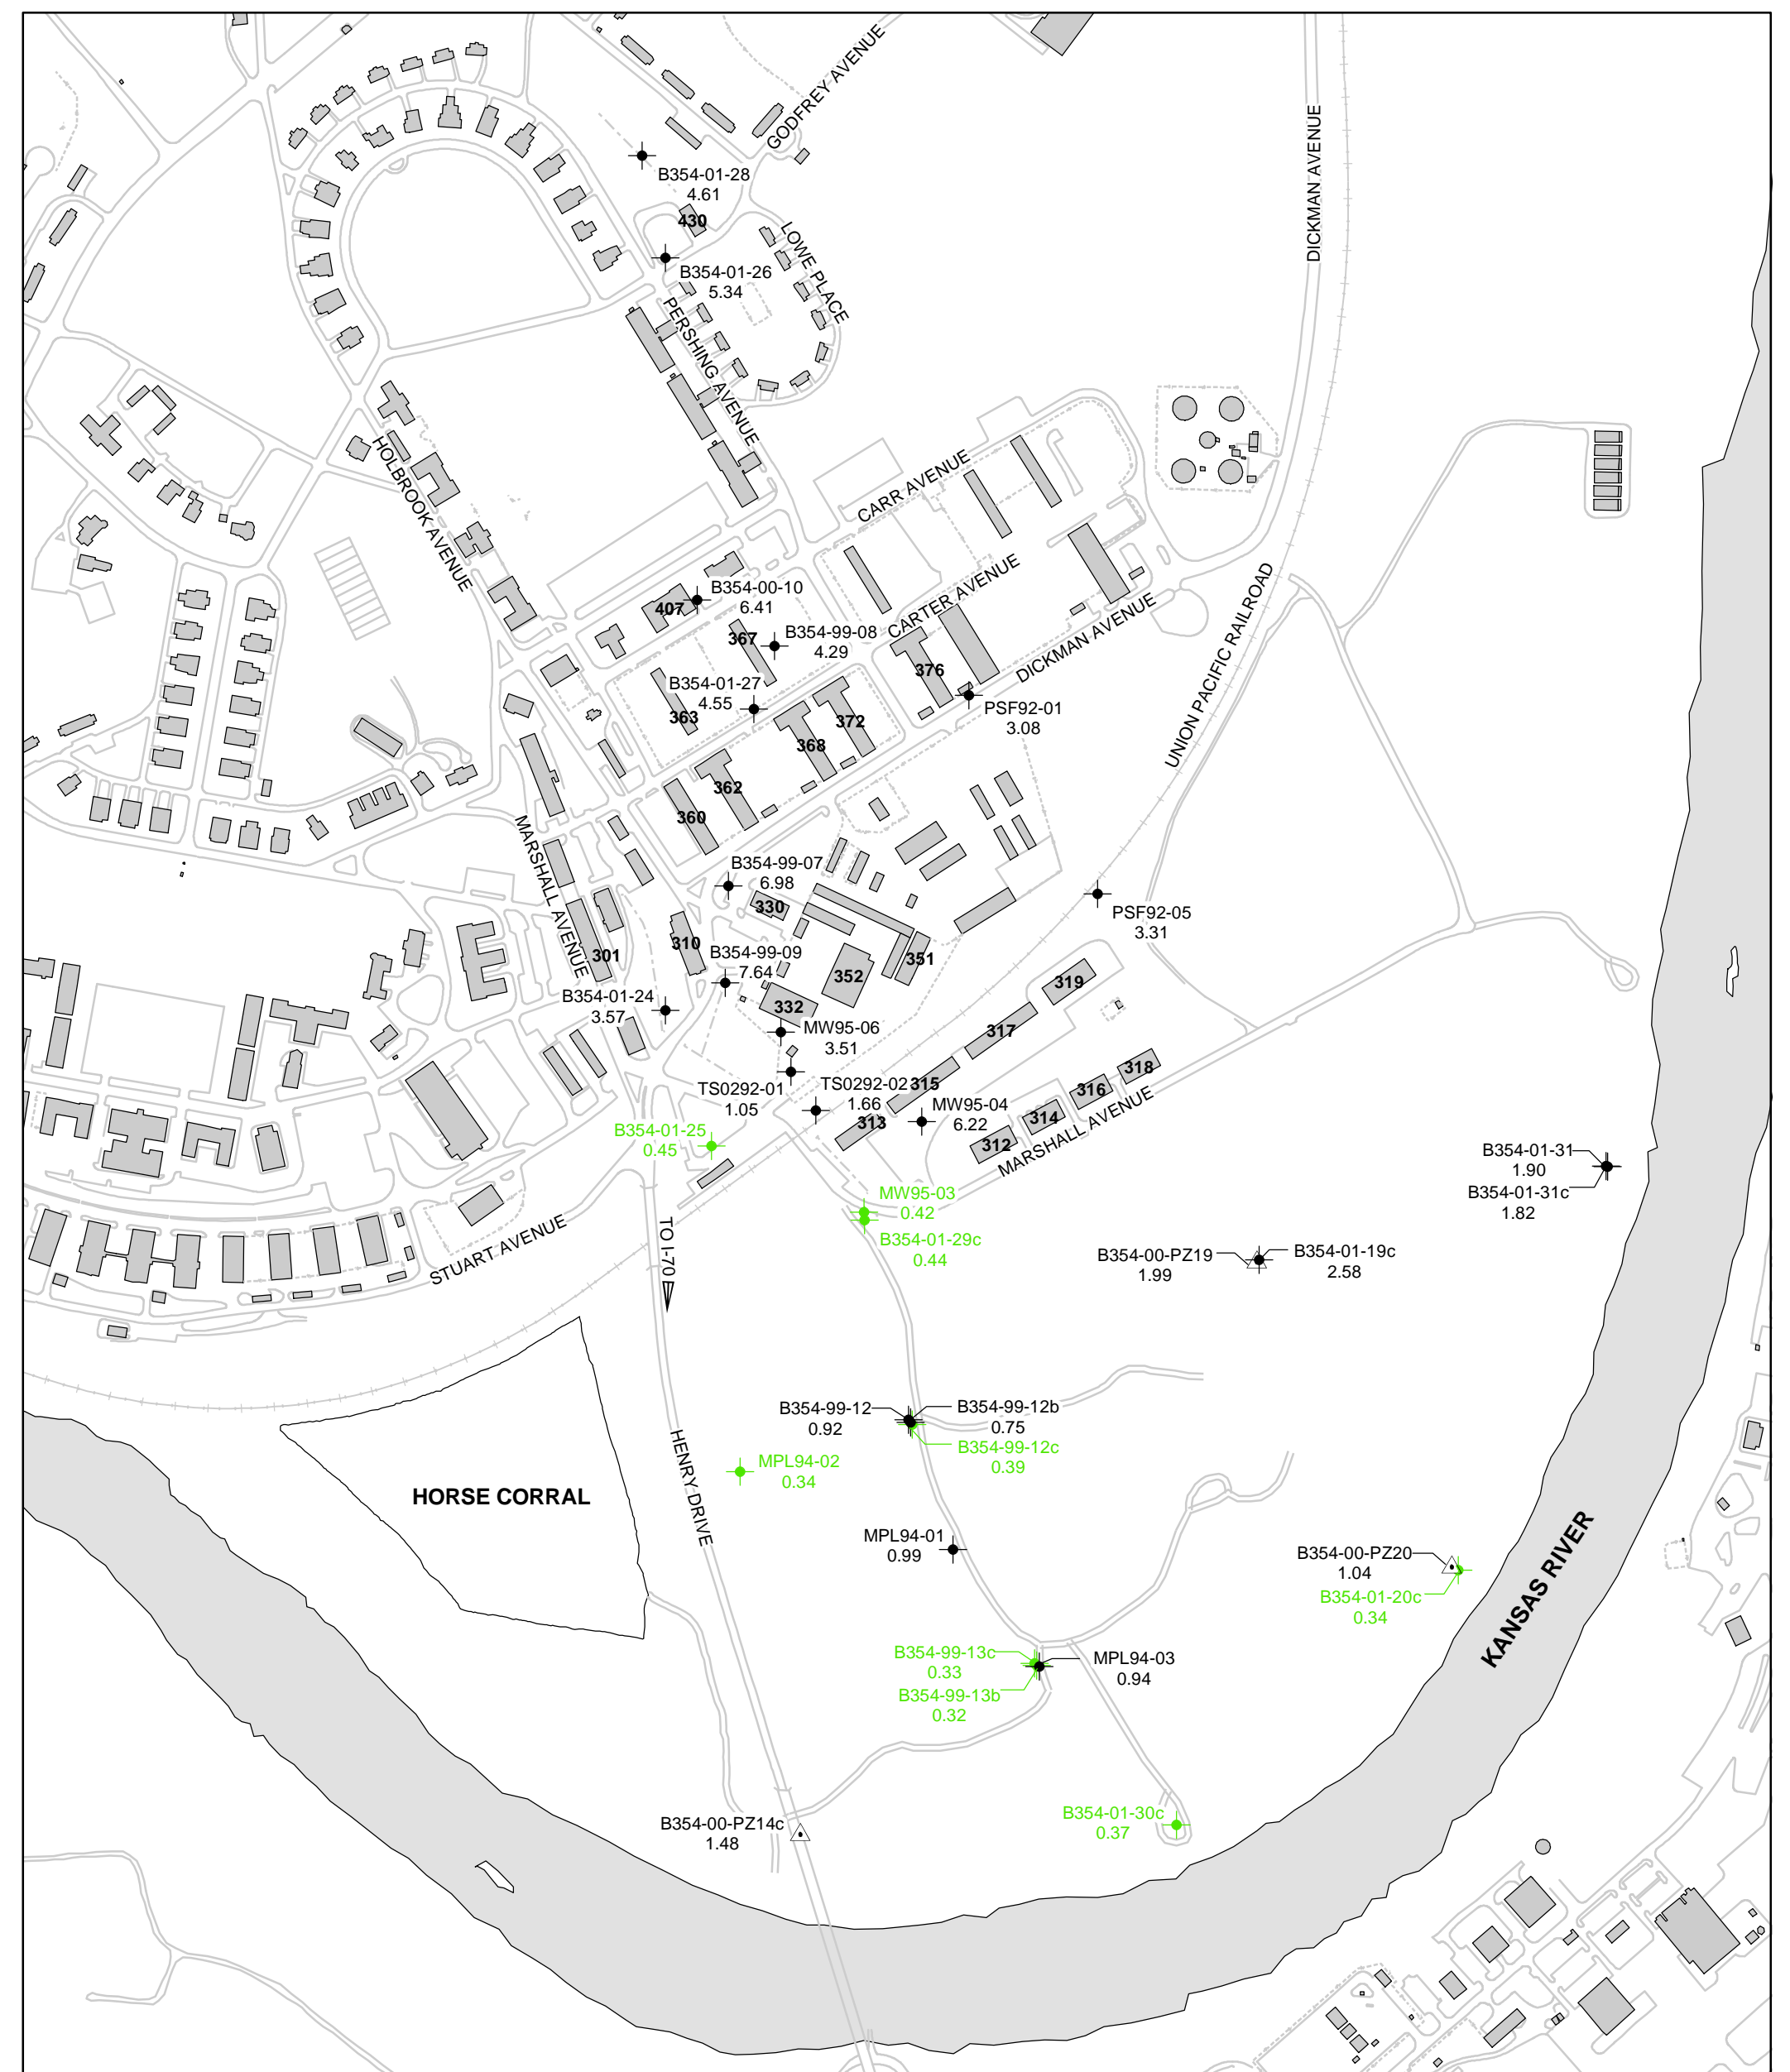 GODFREY AVENUE
DICKMAN AVENUE
B354-01-28
4.61
430
LOWE PLACE
B354-01-26
5.34
PERSHING AVENUE
HOLBROOK AVENUE
CARR AVENUE
B354-00-10
6.41
407
CARTER AVENUE
UNION PACIFIC RAILROAD
367
B354-99-08
4.29
DICKMAN AVENUE
376
B354-01-27
4.55
363
PSF92-01
3.08
372
368
362
360
MARSHALL AVENUE
B354-99-07
6.98
330
PSF92-05
3.31
310
301
B354-99-09
7.64
351
352
319
B354-01-24
3.57
332
MW95-06
3.51
317
318
TS0292-01
1.05
TS0292-02
1.66
315
316
MW95-04
6.22
314
313
312
MARSHALL AVENUE
B354-01-25
0.45
B354-01-31
1.90
B354-01-31c
1.82
MW95-03
0.42
B354-01-29c
0.44
STUART AVENUE
TO I-70
B354-00-PZ19
1.99
B354-01-19c
2.58
B354-99-12
0.92
B354-99-12b
0.75
B354-99-12c
0.39
MPL94-02
0.34
HENRY DRIVE
HORSE CORRAL
MPL94-01
0.99
B354-00-PZ20
1.04
B354-01-20c
0.34
KANSAS RIVER
B354-99-13c
0.33
MPL94-03
0.94
B354-99-13b
0.32
B354-01-30c
0.37
B354-00-PZ14c
1.48